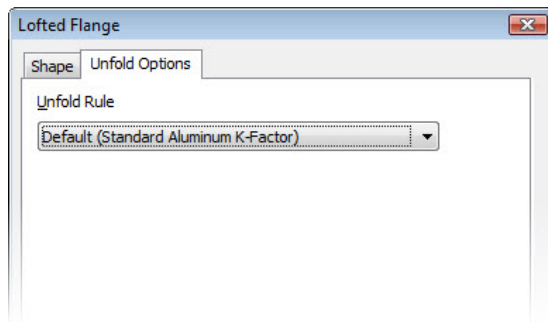 Lofted Flange
Shape
Unfold Options
Unfold Rule
Default (Standard Aluminum K-Factor)